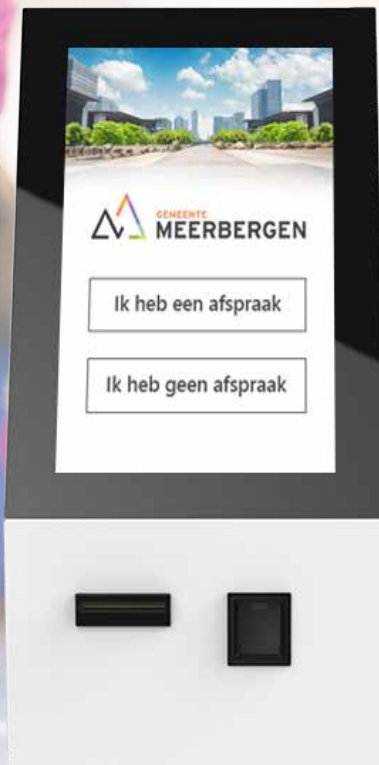 GEMEENTE
MEERBERGEN
Ik heb een afspraak
Ik heb geen afspraak